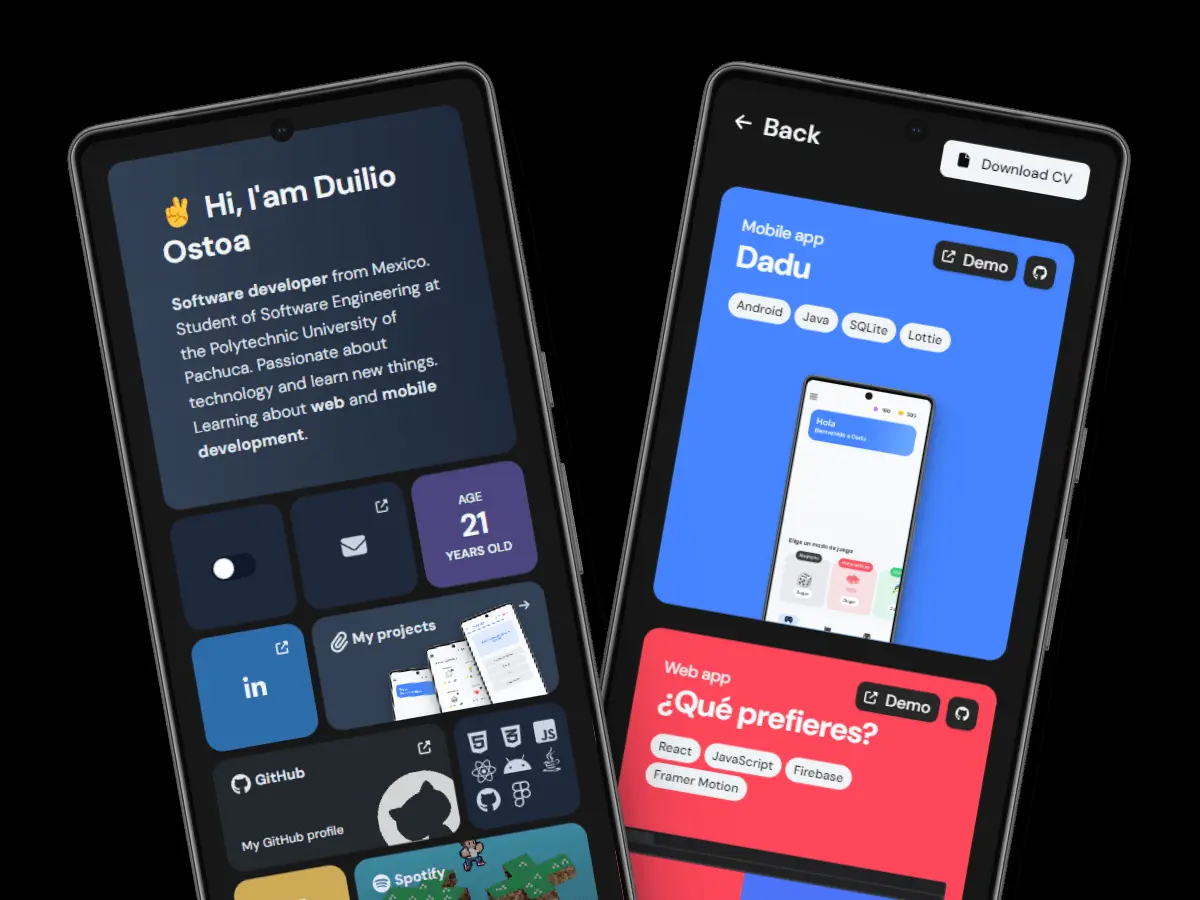 ✌️ Hi, I'am Duilio
Ostoa
Software developer from Mexico.
Student of Software Engineering at
the Polytechnic University of
Pachuca. Passionate about
technology and learn new things.
Learning about web and mobile
development.
AGE
21
YEARS OLD
in
My projects
GitHub
My GitHub profile
JS
Spotify
← Back
Download CV
Mobile app
Dadu
Demo
Android
Java
SQLite
Lottie
Hola
Bienvenido a Dadu
Elige un modo de juego
Web app
¿Qué prefieres?
Demo
React
JavaScript
Firebase
Framer Motion